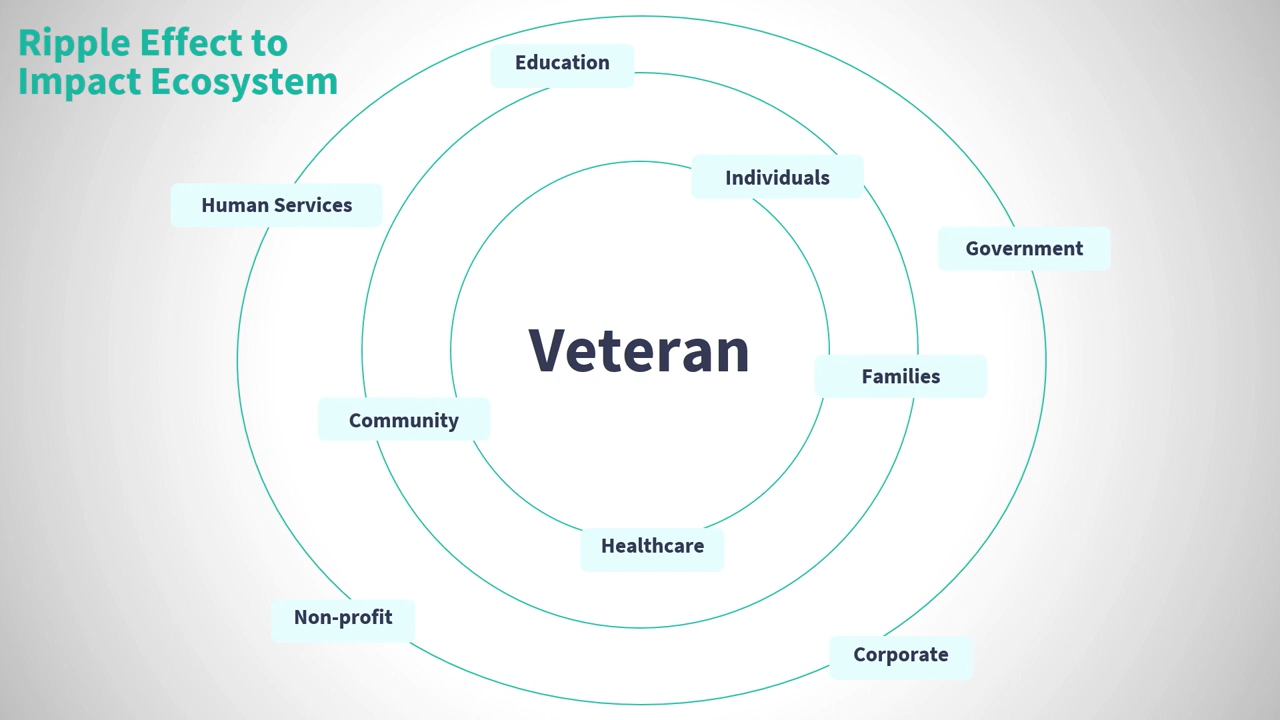 Ripple Effect to
Impact Ecosystem
Education
Individuals
Human Services
Government
Veteran
Families
Community
Healthcare
Non-profit
Corporate